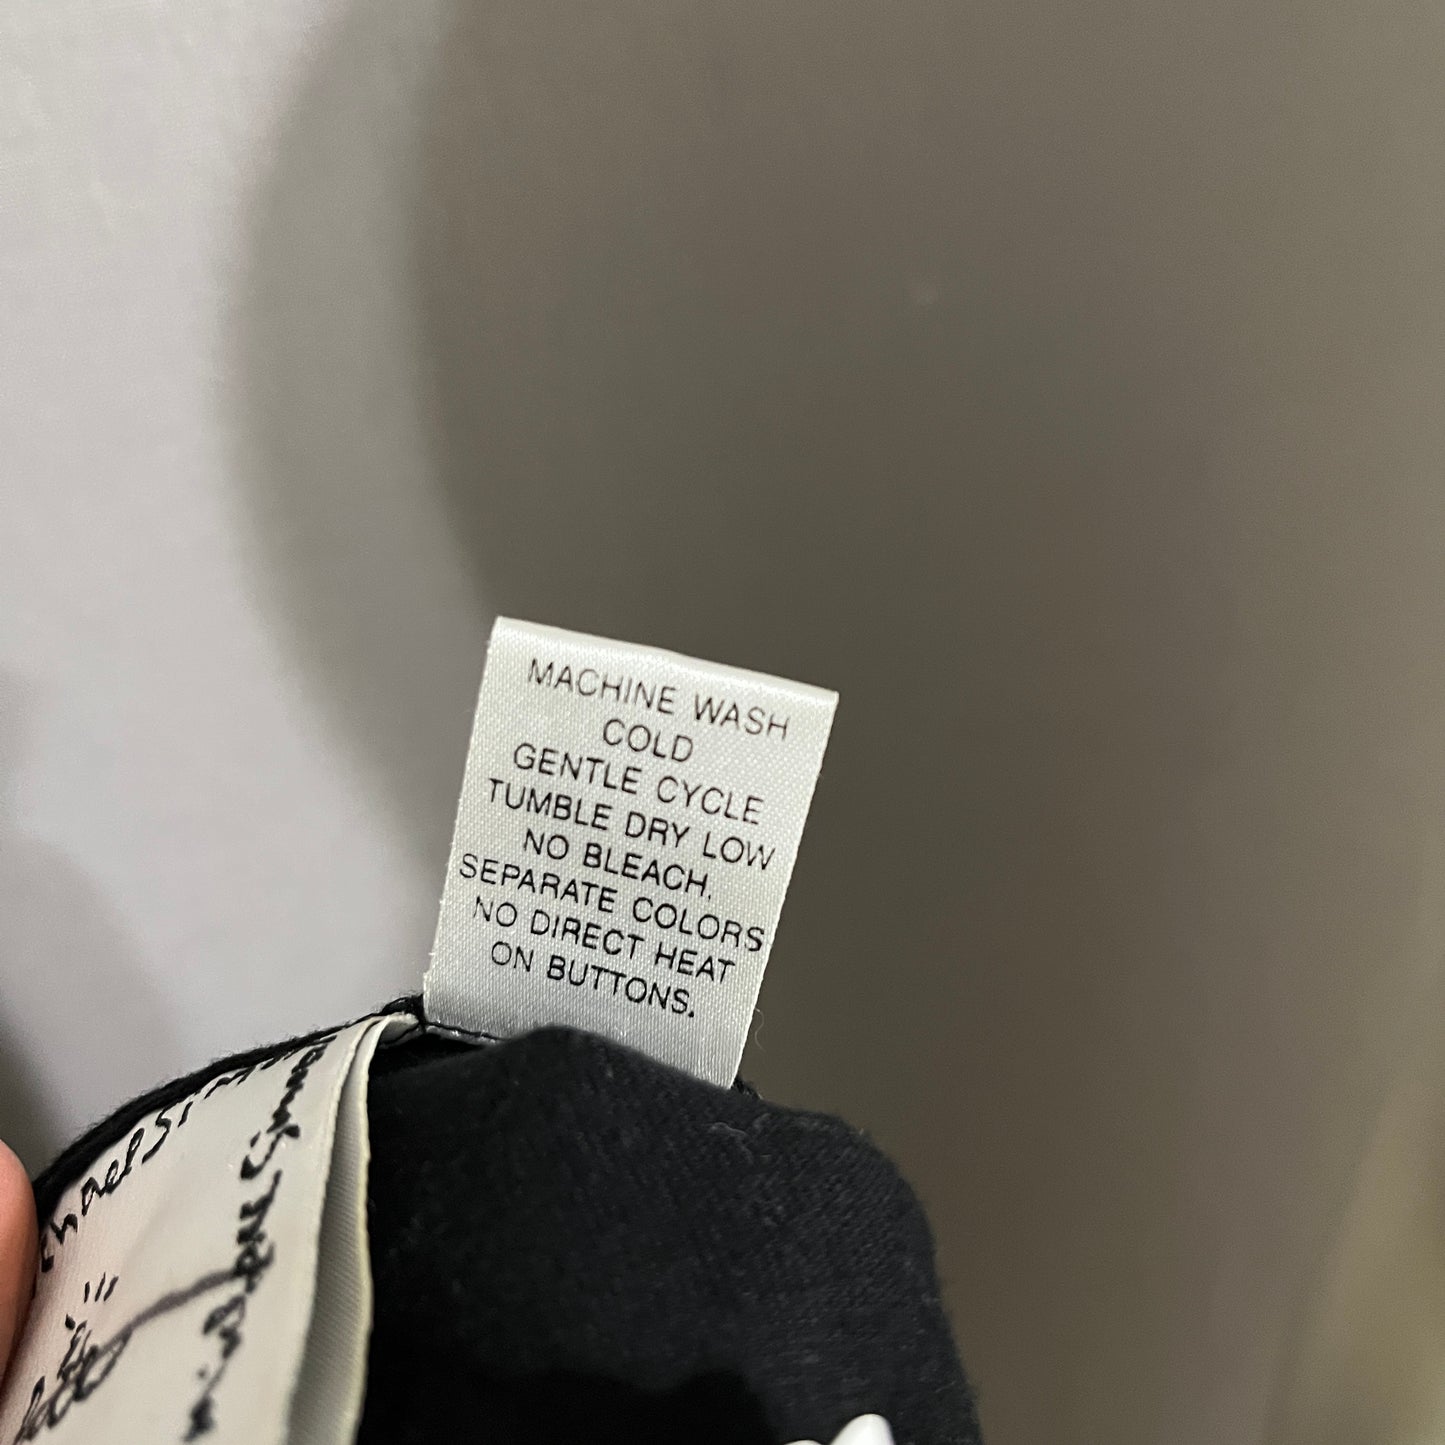 MACHINE WASH
COLD
GENTLE CYCLE
TUMBLE DRY LOW
NO BLEACH.
SEPARATE COLORS
NO DIRECT HEAT
ON BUTTONS.